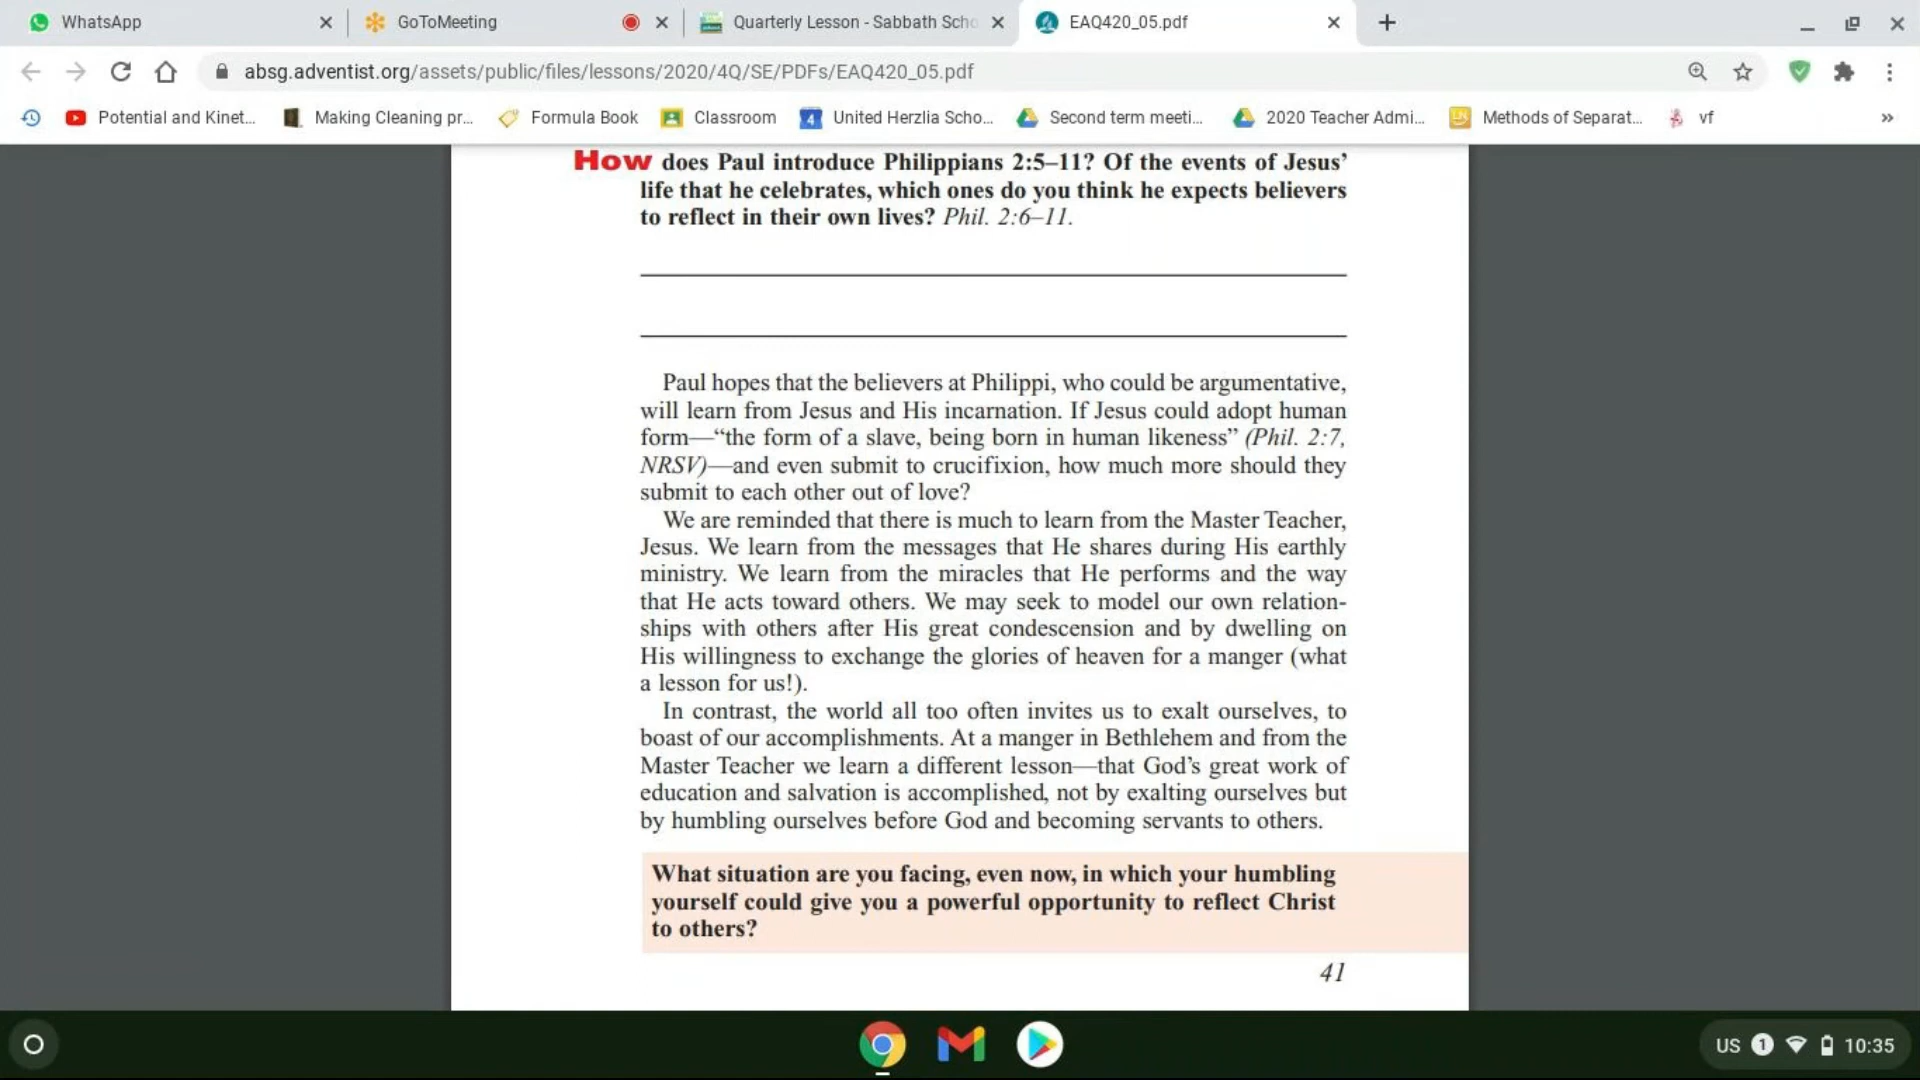 WhatsApp
GoToMeeting
Quarterly Lesson - Sabbath Scho
EAQ420_05.pdf
absg.adventist.org/assets/public/files/lessons/2020/4Q/SE/PDFs/EAQ420_05.pdf
Potential and Kinet...
Making Cleaning pr...
Formula Book
Classroom
4
United Herzlia Scho...
Second term meeti...
2020 Teacher Admi...
Methods of Separat...
vf
»
How does Paul introduce Philippians 2:5–11? Of the events of Jesus’
life that he celebrates, which ones do you think he expects believers
to reflect in their own lives? Phil. 2:6–11.
Paul hopes that the believers at Philippi, who could be argumentative,
will learn from Jesus and His incarnation. If Jesus could adopt human
form—“the form of a slave, being born in human likeness” (Phil. 2:7,
NRSV)—and even submit to crucifixion, how much more should they
submit to each other out of love?
We are reminded that there is much to learn from the Master Teacher,
Jesus. We learn from the messages that He shares during His earthly
ministry. We learn from the miracles that He performs and the way
that He acts toward others. We may seek to model our own relation-
ships with others after His great condescension and by dwelling on
His willingness to exchange the glories of heaven for a manger (what
a lesson for us!).
In contrast, the world all too often invites us to exalt ourselves, to
boast of our accomplishments. At a manger in Bethlehem and from the
Master Teacher we learn a different lesson—that God’s great work of
education and salvation is accomplished, not by exalting ourselves but
by humbling ourselves before God and becoming servants to others.
What situation are you facing, even now, in which your humbling
yourself could give you a powerful opportunity to reflect Christ
to others?
41
US 1 10:35